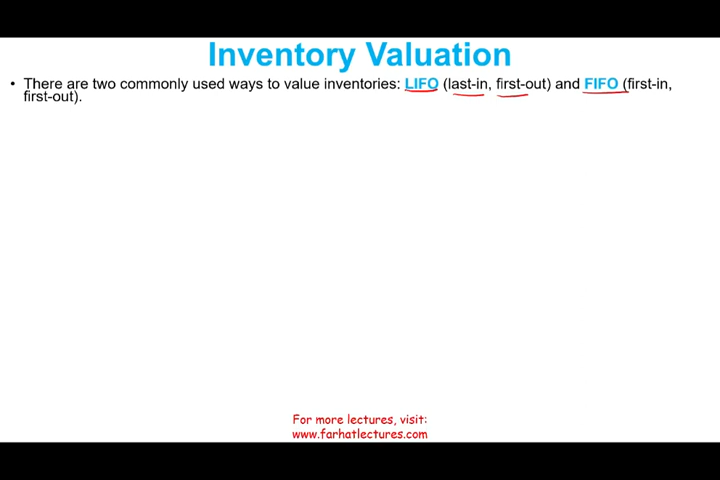 Inventory Valuation
• There are two commonly used ways to value inventories: LIFO (last-in, first-out) and FIFO (first-in,
first-out).
For more lectures, visit:
www.farhatlectures.com